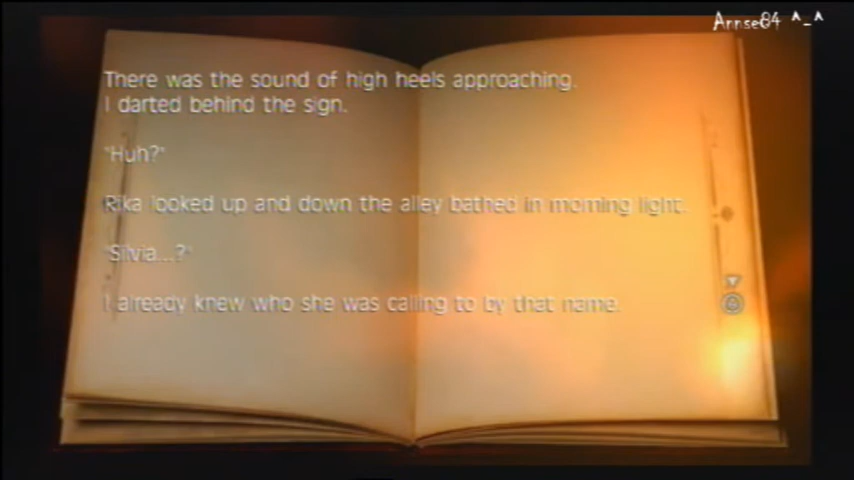 Annse84 ^_^
There was the sound of high heels approaching.
I darted behind the sign.
"Huh?"
Rika looked up and down the alley bathed in morning light.
"Silvia...?"
I already knew who she was calling to by that name.